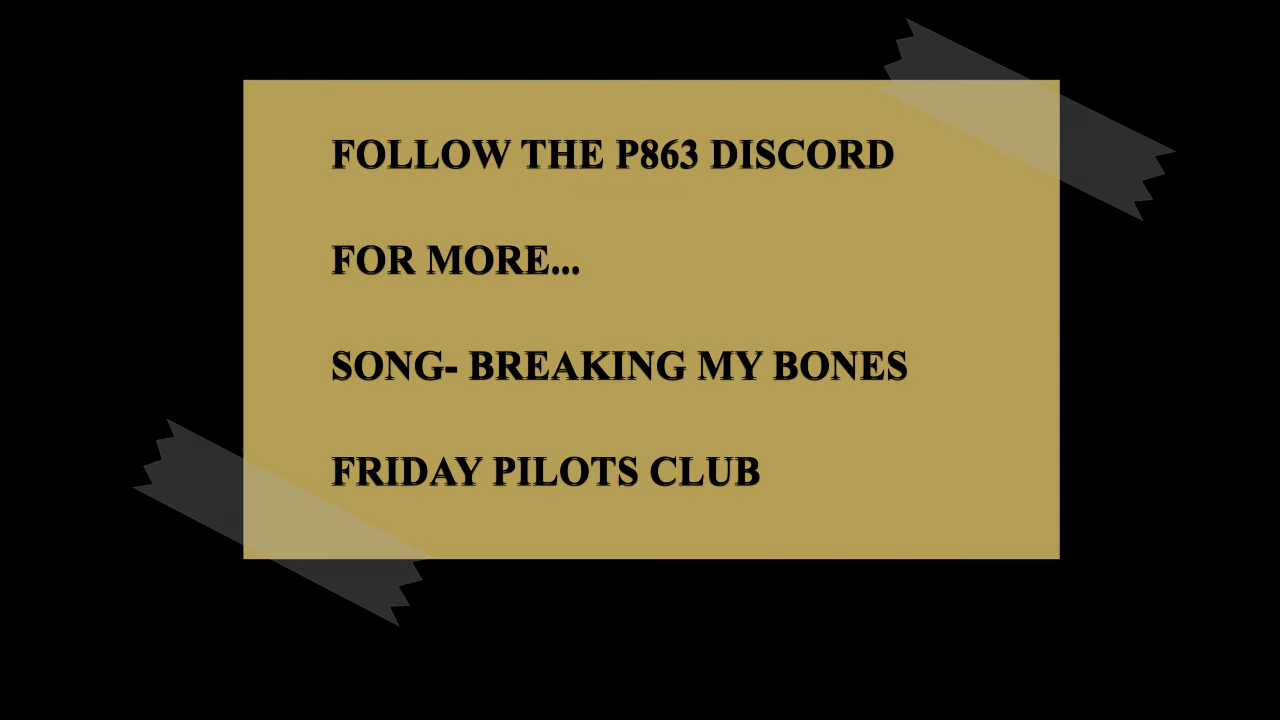 FOLLOW THE P863 DISCORD
FOR MORE...
SONG- BREAKING MY BONES
FRIDAY PILOTS CLUB